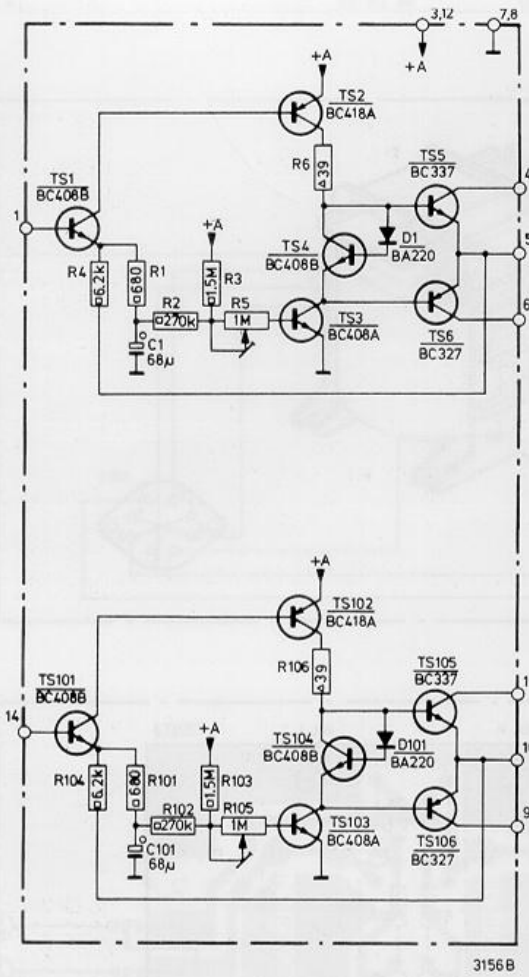 3,12
7,8
+A
+A
TS2
BC418A
R6
39
TS5
BC337
4
TS1
BC408B
1
TS4
BC408B
D1
BA220
5
R4
6.2k
680
R1
+A
1,5M
R3
R2
270k
R5
1M
TS3
BC408A
TS6
BC327
6
C1
68µ
+A
TS102
BC418A
R106
39
TS105
BC337
TS101
BC408B
14
TS104
BC408B
D101
BA220
R104
6.2k
680
R101
+A
1,5M
R103
R102
270k
R105
1M
TS103
BC408A
TS106
BC327
9
C101
68µ
3156B